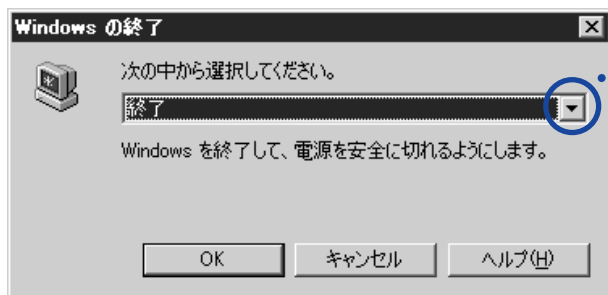 Windows の終了
次の中から選択してください。
終了
Windows を終了して、電源を安全に切れるようにします。
OK キャンセル ヘルプ(H)